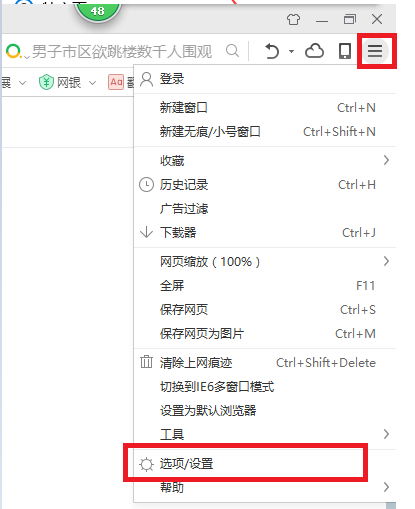 48
男子市区欲跳楼数千人围观
展 网银 Aa
登录
新建窗口 Ctrl+N
新建无痕/小号窗口 Ctrl+Shift+N
收藏
历史记录 Ctrl+H
广告过滤
下载器 Ctrl+J
网页缩放（100%）
全屏 F11
保存网页 Ctrl+S
保存网页为图片 Ctrl+M
清除上网痕迹 Ctrl+Shift+Delete
切换到IE6多窗口模式
设置为默认浏览器
工具
选项/设置
帮助